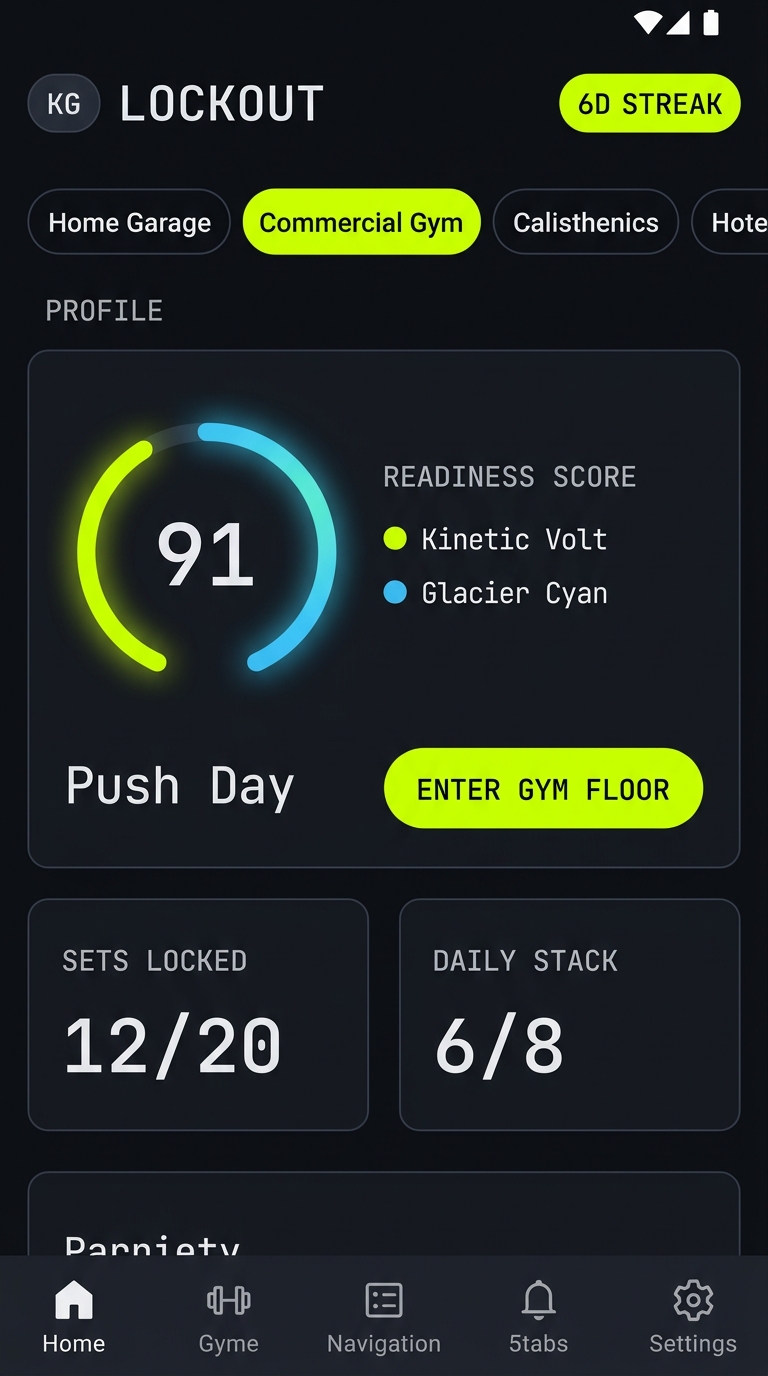 KG LOCKOUT 6D STREAK
Home Garage Commercial Gym Calisthenics Hote
PROFILE
91
READINESS SCORE
Kinetic Volt
Glacier Cyan
Push Day ENTER GYM FLOOR
SETS LOCKED DAILY STACK
12/20 6/8
Parniety
Home Gyme Navigation 5tabs Settings